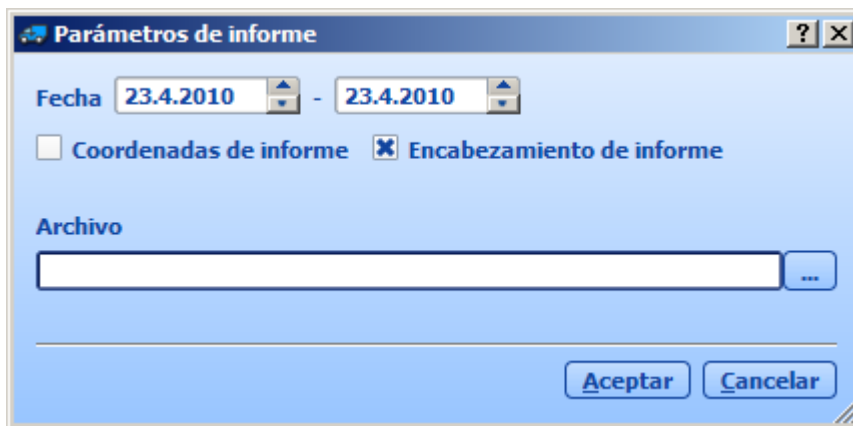 Parámetros de informe
Fecha 23.4.2010 - 23.4.2010
Coordenadas de informe Encabezamiento de informe
Archivo
...
Aceptar Cancelar